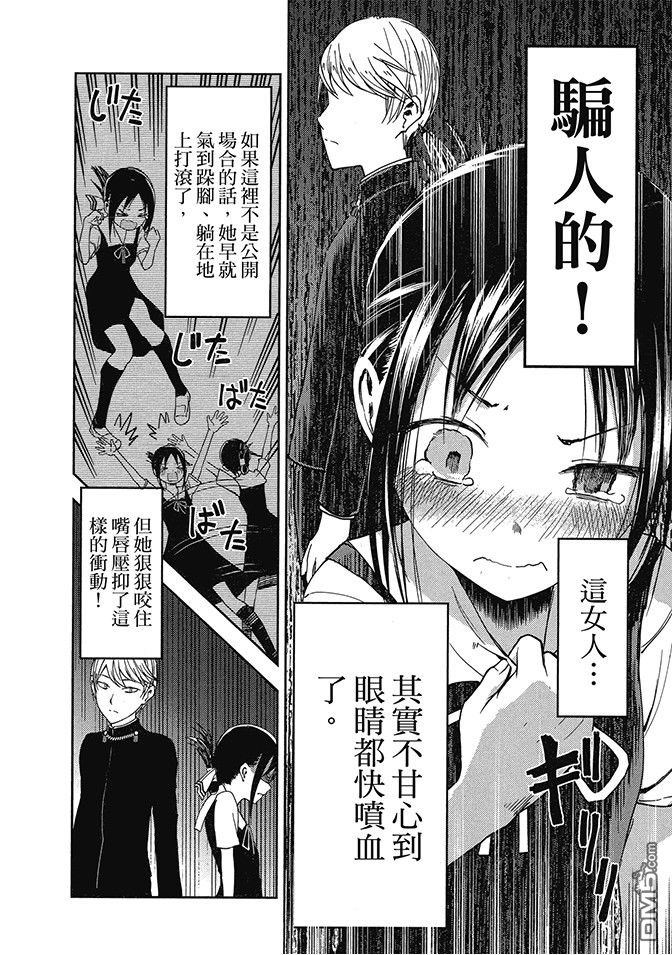 騙人的！
這女人…
其實不甘心到
眼睛都快噴血
了。
ギリ
如果這裡不是公開
場合的話，她早就
氣到跺腳、躺在地
上打滾了，
じた
じた
ばた
ばた
但她狠狠咬住
嘴唇壓抑了這
樣的衝動！
DM5.com